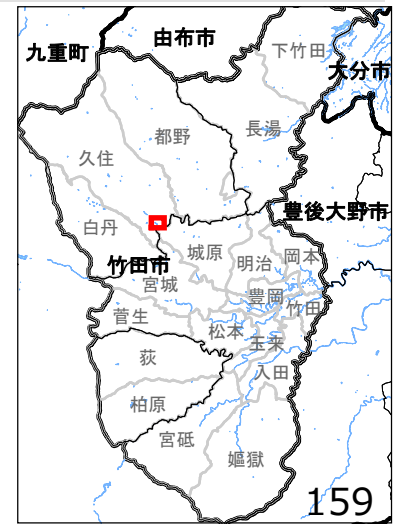 由布市
九重町
下竹田
大分市
長湯
都野
久住
豊後大野市
白丹
城原
岡本
竹田市
明治
宮城
豊岡
竹田
菅生
松本
玉来
荻
入田
柏原
宮砥
嫗獄
159